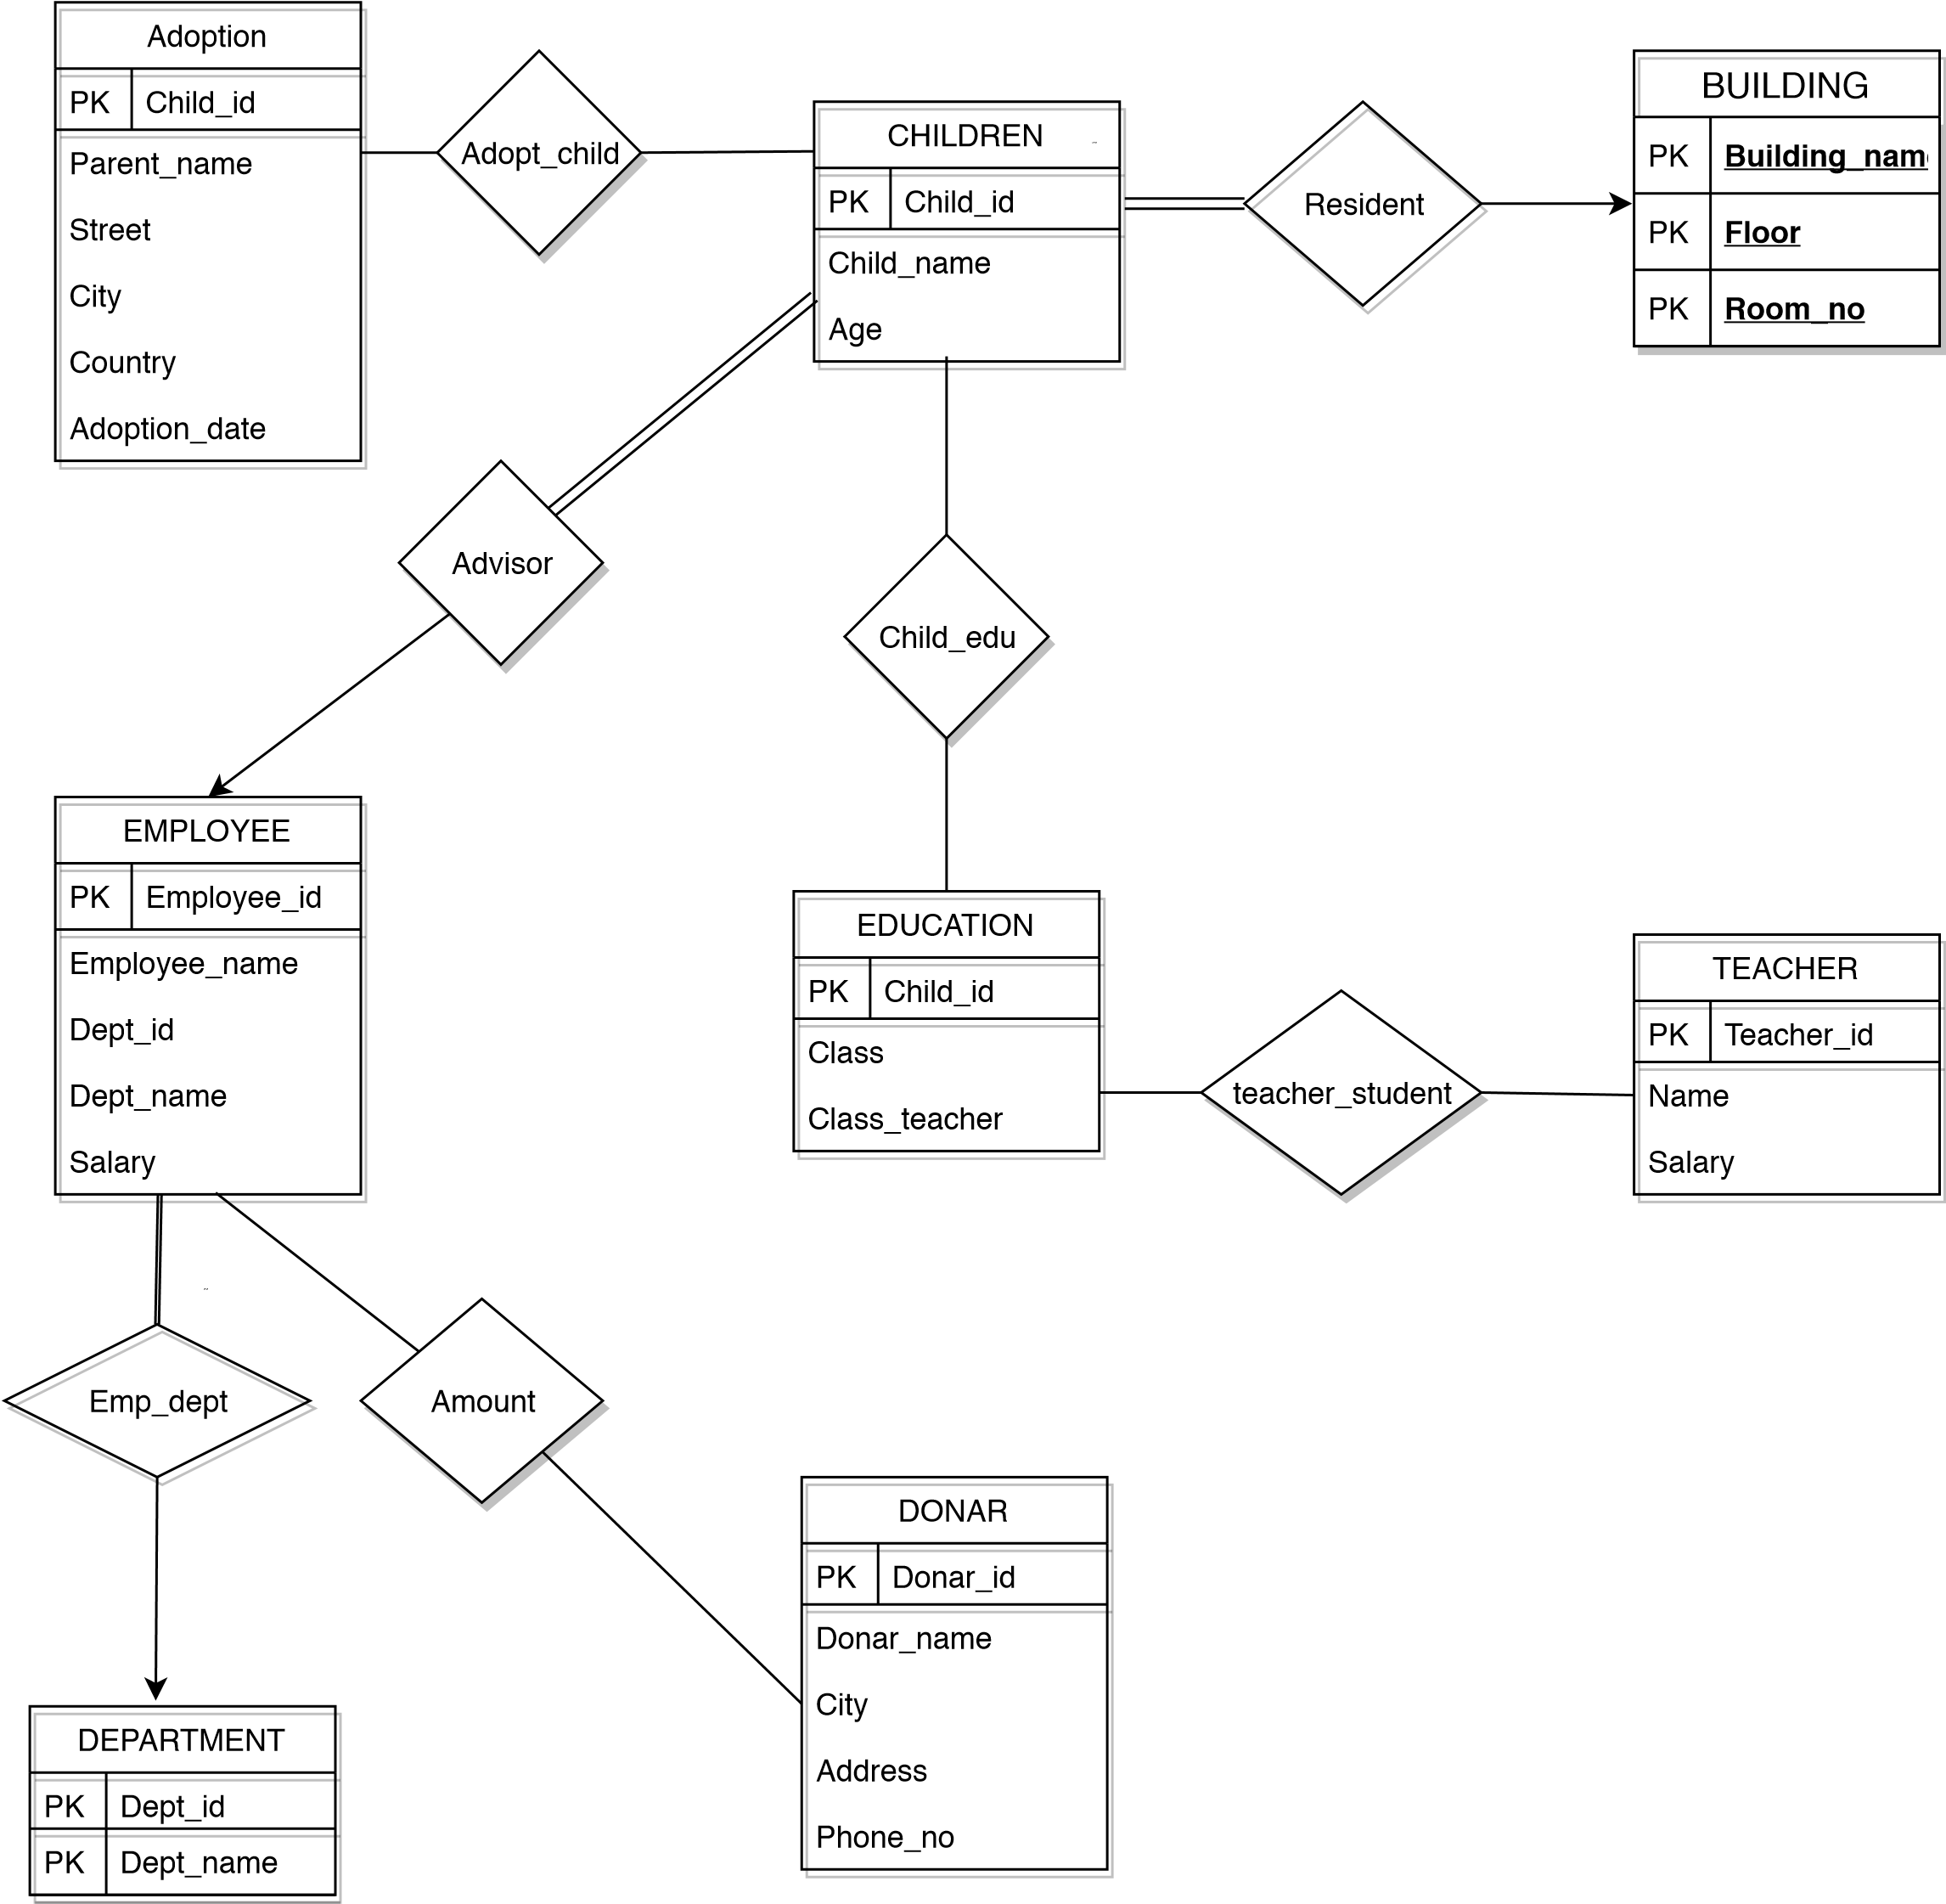 Adoption
PK Child_id
Parent_name
Street
City
Country
Adoption_date
Adopt_child
CHILDREN
PK Child_id
Child_name
Age
Resident
BUILDING
PK Building_nam
PK Floor
PK Room_no
Advisor
Child_edu
EMPLOYEE
PK Employee_id
Employee_name
Dept_id
Dept_name
Salary
EDUCATION
PK Child_id
Class
Class_teacher
teacher_student
TEACHER
PK Teacher_id
Name
Salary
Emp_dept
Amount
DONAR
PK Donar_id
Donar_name
City
Address
Phone_no
DEPARTMENT
PK Dept_id
PK Dept_name